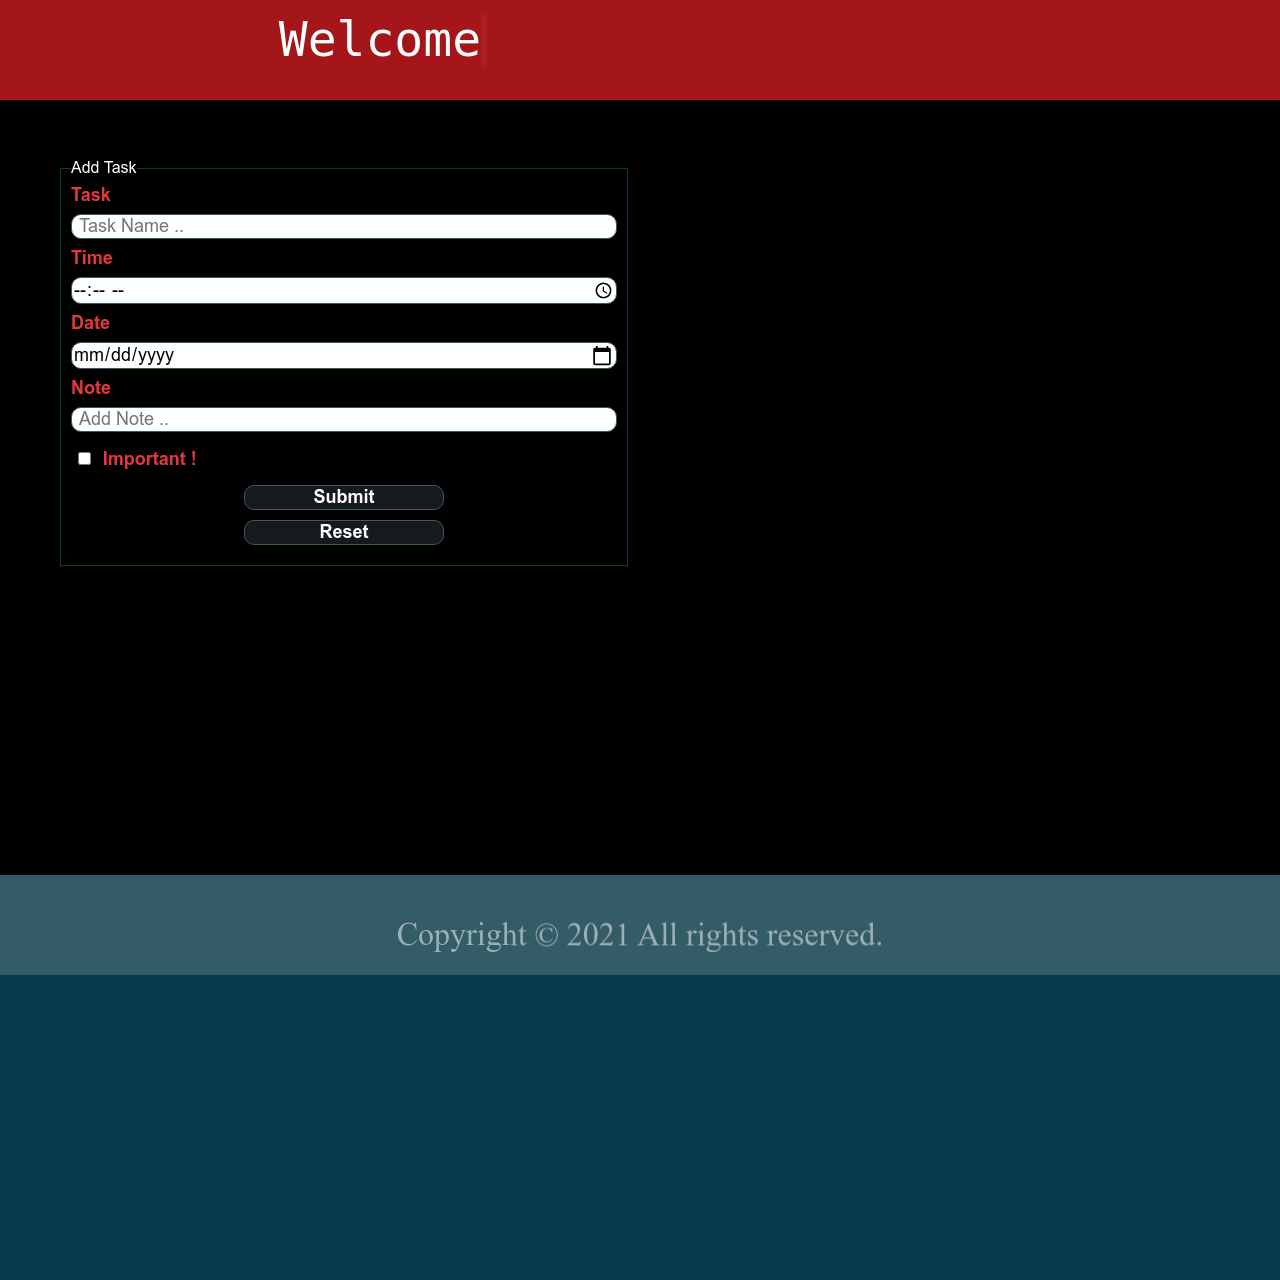 Welcome
Add Task
Task
Task Name ..
Time
--:-- --
Date
mm/dd/yyyy
Note
Add Note ..
Important !
Submit
Reset
Copyright © 2021 All rights reserved.